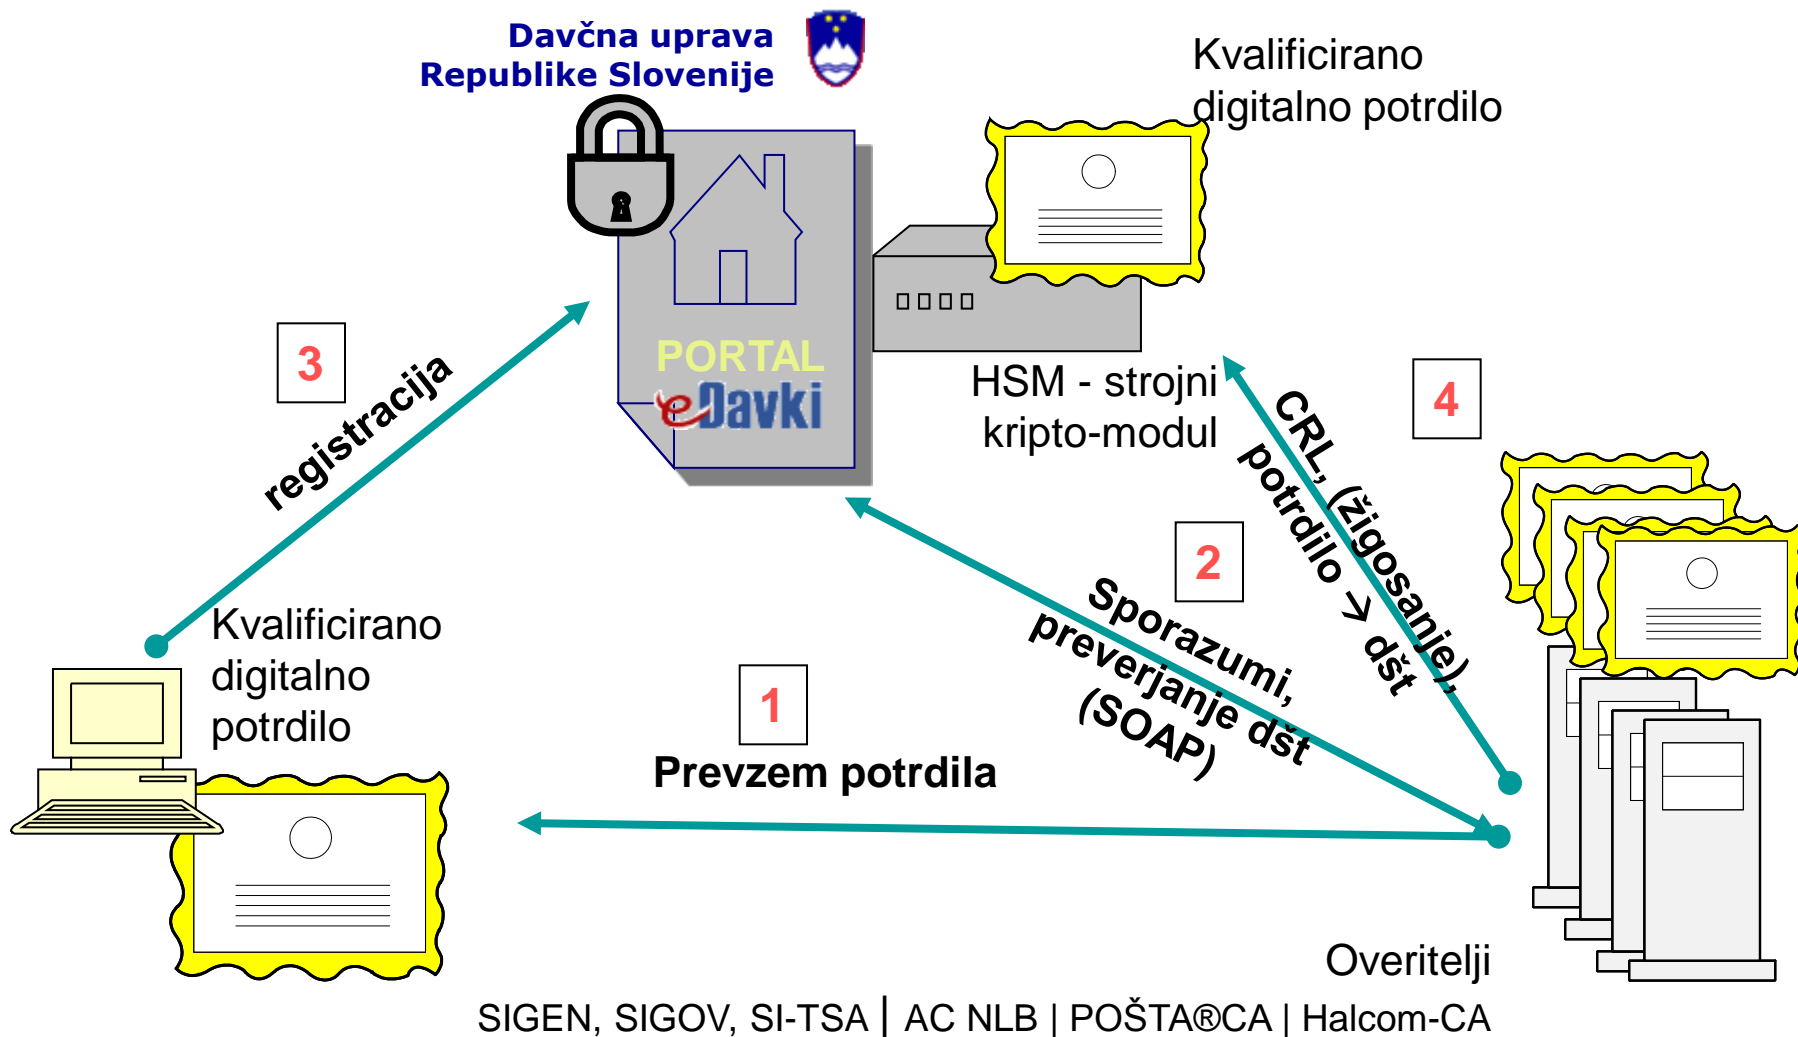 Davčna uprava
Republike Slovenije
Kvalificirano
digitalno potrdilo
PORTAL
eDavki
HSM - strojni
kripto-modul
3
registracija
4
CRL, (žigosanje),
potrdilo → dšt
2
Sporazumi,
preverjanje dšt
(SOAP)
Kvalificirano
digitalno
potrdilo
1
Prevzem potrdila
Overitelji
SIGEN, SIGOV, SI-TSA | AC NLB | POŠTA®CA | Halcom-CA